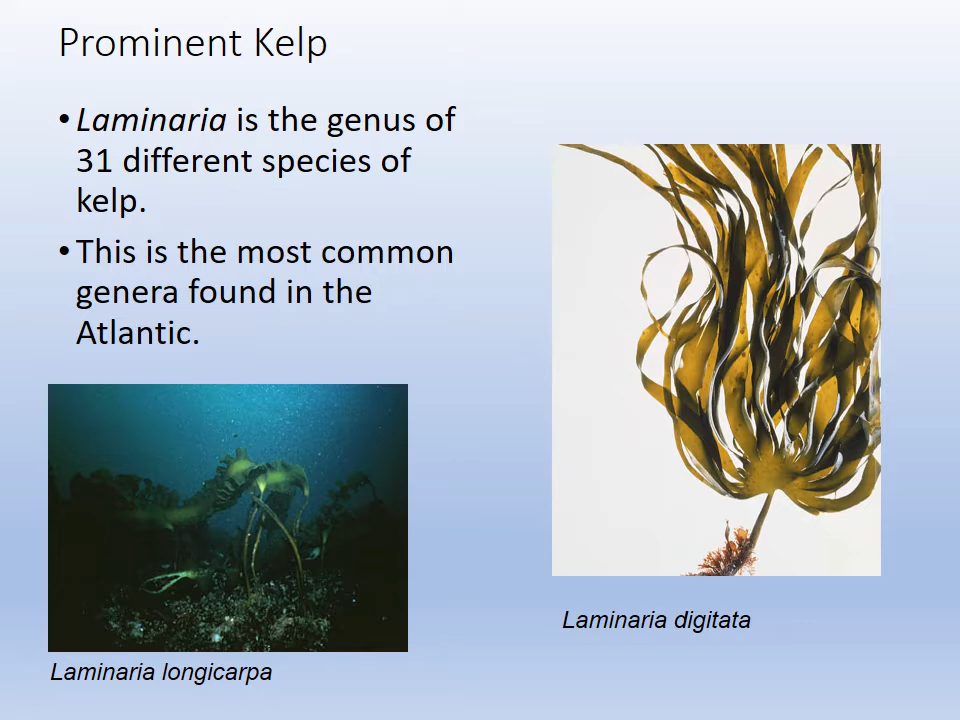 Prominent Kelp
• Laminaria is the genus of
31 different species of
kelp.
• This is the most common
genera found in the
Atlantic.
Laminaria digitata
Laminaria longicarpa